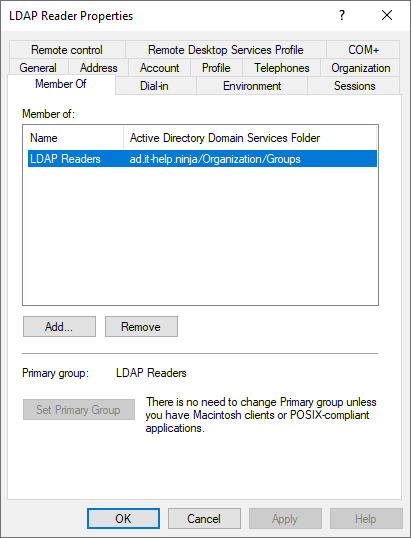 LDAP Reader Properties
Remote control
Remote Desktop Services Profile
COM+
General
Address
Account
Profile
Telephones
Organization
Member Of
Dial-in
Environment
Sessions
Member of:
Name
Active Directory Domain Services Folder
LDAP Readers
ad.it-help.ninja/Organization/Groups
Add...
Remove
Primary group:
LDAP Readers
Set Primary Group
There is no need to change Primary group unless
you have Macintosh clients or POSIX-compliant
applications.
OK
Cancel
Apply
Help